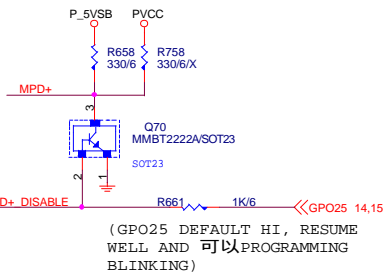 P_5VSB PVCC
R658 R758
330/6 330/6/X
MPD+
3
Q70
MMBT2222A/SOT23
SOT23
2 1
D+_DISABLE R661 1K/6 GPO25 14,15
(GPO25 DEFAULT HI, RESUME
WELL AND 可以PROGRAMMING
BLINKING)